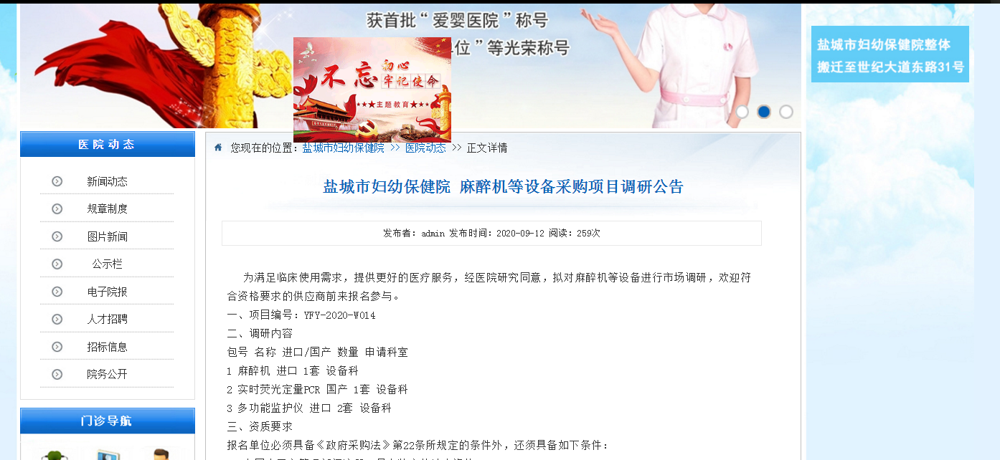 获首批“爱婴医院”称号
位”等光荣称号
不忘初心
牢记使命
★★★主题教育★★★
盐城市妇幼保健院整体
搬迁至世纪大道东路31号
医院动态
新闻动态
规章制度
图片新闻
公示栏
电子院报
人才招聘
招标信息
院务公开
门诊导航
您现在的位置：盐城市妇幼保健院 >> 医院动态 >> 正文详情
盐城市妇幼保健院 麻醉机等设备采购项目调研公告
发布者：admin 发布时间：2020-09-12 阅读：259次
为满足临床使用需求，提供更好的医疗服务，经医院研究同意，拟对麻醉机等设备进行市场调研，欢迎符
合资格要求的供应商前来报名参与。
一、项目编号：YFY-2020-W014
二、调研内容
包号 名称 进口/国产 数量 申请科室
1 麻醉机 进口 1套 设备科
2 实时荧光定量PCR 国产 1套 设备科
3 多功能监护仪 进口 2套 设备科
三、资质要求
报名单位必须具备《政府采购法》第22条所规定的条件外，还须具备如下条件：